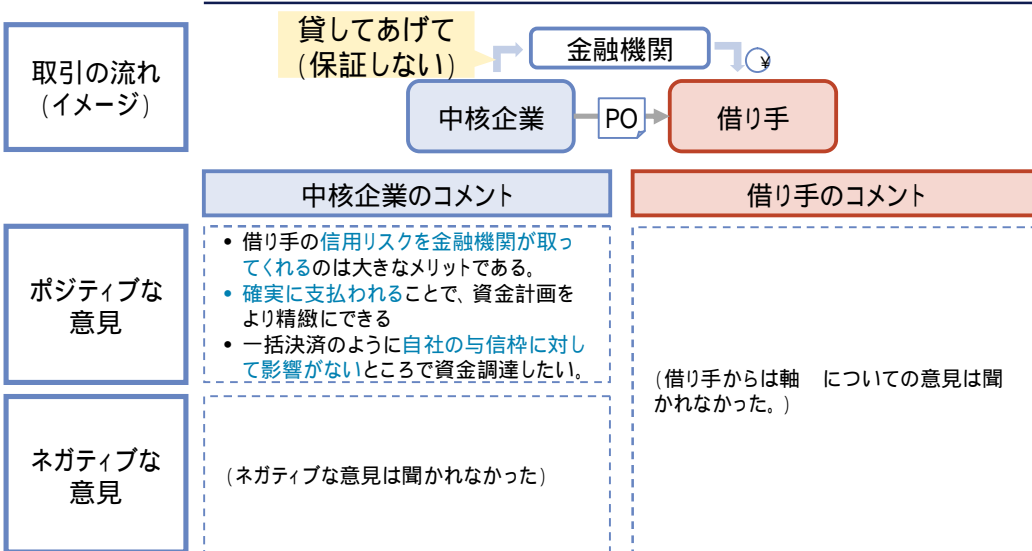 取引の流れ
(イメージ)
貸してあげて
(保証しない)
金融機関
¥
中核企業
PO
借り手
中核企業のコメント
借り手のコメント
ポジティブな
意見
• 借り手の信用リスクを金融機関が取っ
てくれるのは大きなメリットである。
• 確実に支払われることで、資金計画を
より精緻にできる
• 一括決済のように自社の与信枠に対し
て影響がないところで資金調達したい。
(借り手からは軸 についての意見は聞
かれなかった。)
ネガティブな
意見
(ネガティブな意見は聞かれなかった)